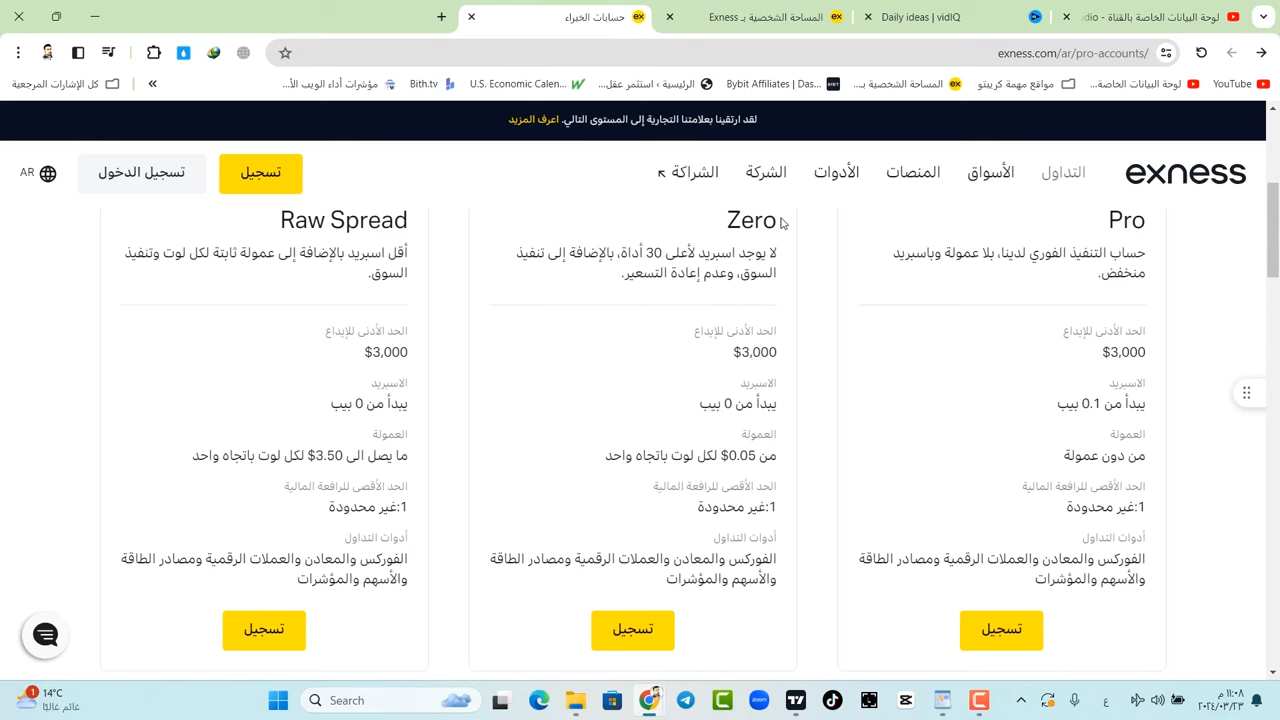 حسابات الخبراء
المساحة الشخصية بـ Exness
Daily ideas | vidIQ
لوحة البيانات الخاصة بالقناة - dio
exness.com/ar/pro-accounts/
YouTube
لوحة البيانات الخاصة...
مواقع مهمة كريبتو
المساحة الشخصية بـ...
Bybit Affiliates | Das...
الرئيسية › استثمر عقل...
U.S. Economic Calen...
Bith.tv
مؤشرات أداء الويب الأ...
«
كل الإشارات المرجعية
لقد ارتقينا بعلامتنا التجارية إلى المستوى التالي. اعرف المزيد
exness
التداول
الأسواق
المنصات
الأدوات
الشركة
الشراكة
تسجيل
تسجيل الدخول
AR
Pro
حساب التنفيذ الفوري لدينا، بلا عمولة وباسبريد
منخفض.
الحد الأدنى للإيداع
$3,000
الاسبريد
يبدأ من 0.1 بيب
العمولة
من دون عمولة
الحد الأقصى للرافعة المالية
1:غير محدودة
أدوات التداول
الفوركس والمعادن والعملات الرقمية ومصادر الطاقة
والأسهم والمؤشرات
تسجيل
Zero
لا يوجد اسبريد لأعلى 30 أداة، بالإضافة إلى تنفيذ
السوق، وعدم إعادة التسعير.
الحد الأدنى للإيداع
$3,000
الاسبريد
يبدأ من 0 بيب
العمولة
من 0.05$ لكل لوت باتجاه واحد
الحد الأقصى للرافعة المالية
1:غير محدودة
أدوات التداول
الفوركس والمعادن والعملات الرقمية ومصادر الطاقة
والأسهم والمؤشرات
تسجيل
Raw Spread
أقل اسبريد بالإضافة إلى عمولة ثابتة لكل لوت وتنفيذ
السوق.
الحد الأدنى للإيداع
$3,000
الاسبريد
يبدأ من 0 بيب
العمولة
ما يصل الى 3.50$ لكل لوت باتجاه واحد
الحد الأقصى للرافعة المالية
1:غير محدودة
أدوات التداول
الفوركس والمعادن والعملات الرقمية ومصادر الطاقة
والأسهم والمؤشرات
تسجيل
1
14°C
غائم غالبًا
Search
zoom
ع
١١:٠٨ م
٢٠٢٤/٠٣/٢٣